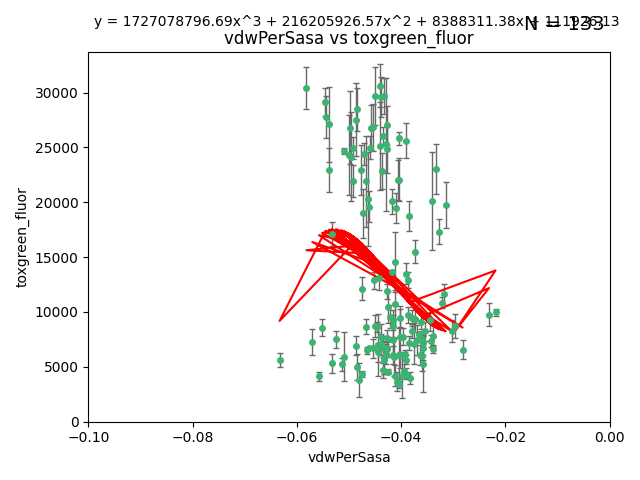 y = 1727078796.69x^3 + 216205926.57x^2 + 8388311.38x + 111926.13
N = 133
vdwPerSasa vs toxgreen_fluor
30000
25000
20000
15000
10000
5000
0
toxgreen_fluor
−0.10 −0.08 −0.06 −0.04 −0.02 0.00
vdwPerSasa